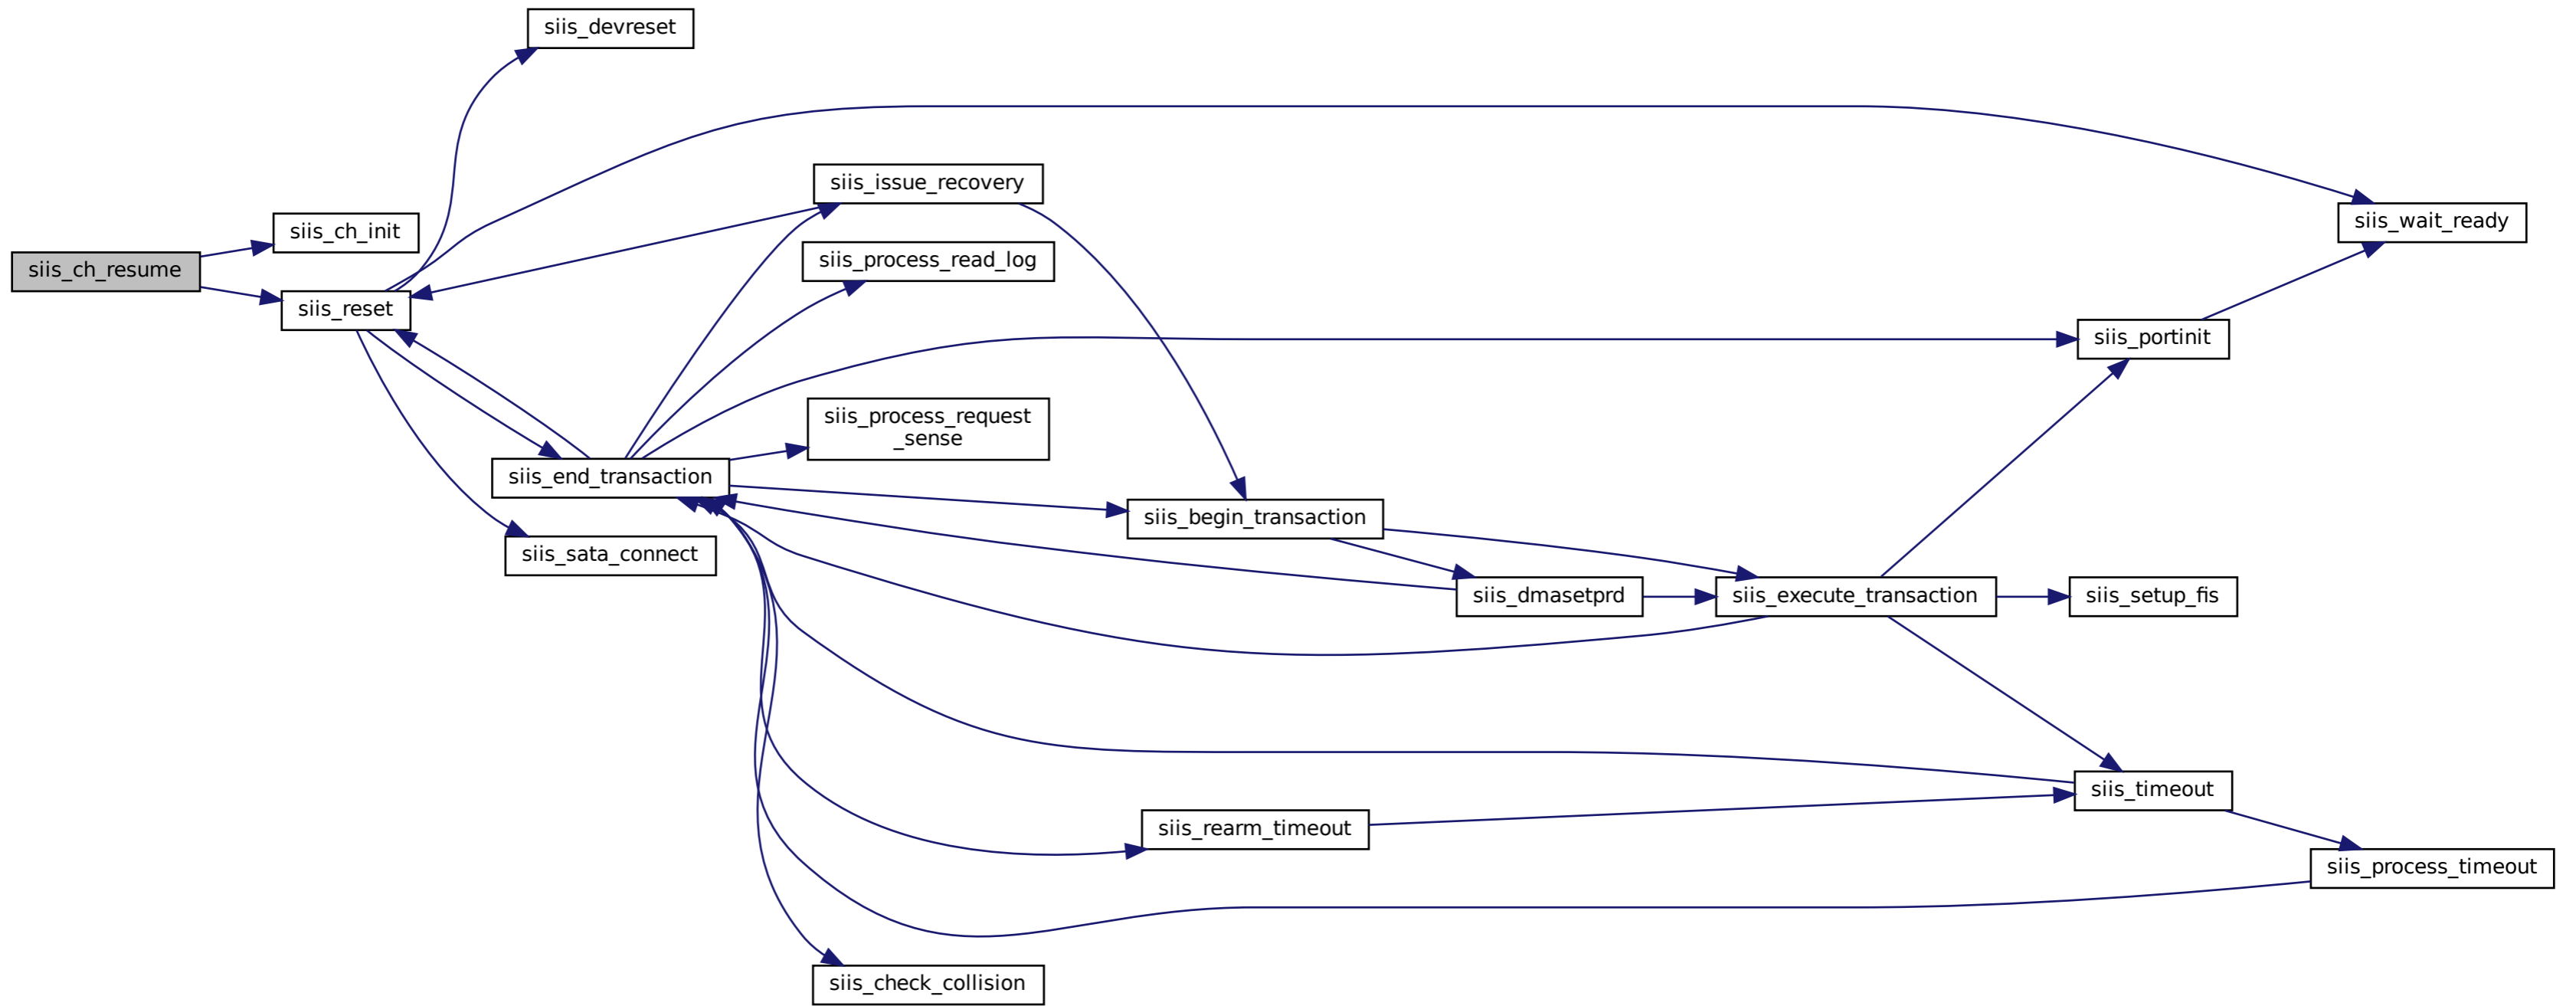 siis_devreset
siis_issue_recovery
siis_ch_init
siis_wait_ready
siis_ch_resume
siis_process_read_log
siis_reset
siis_portinit
siis_process_request
_sense
siis_end_transaction
siis_begin_transaction
siis_sata_connect
siis_dmasetprd
siis_execute_transaction
siis_setup_fis
siis_timeout
siis_rearm_timeout
siis_process_timeout
siis_check_collision